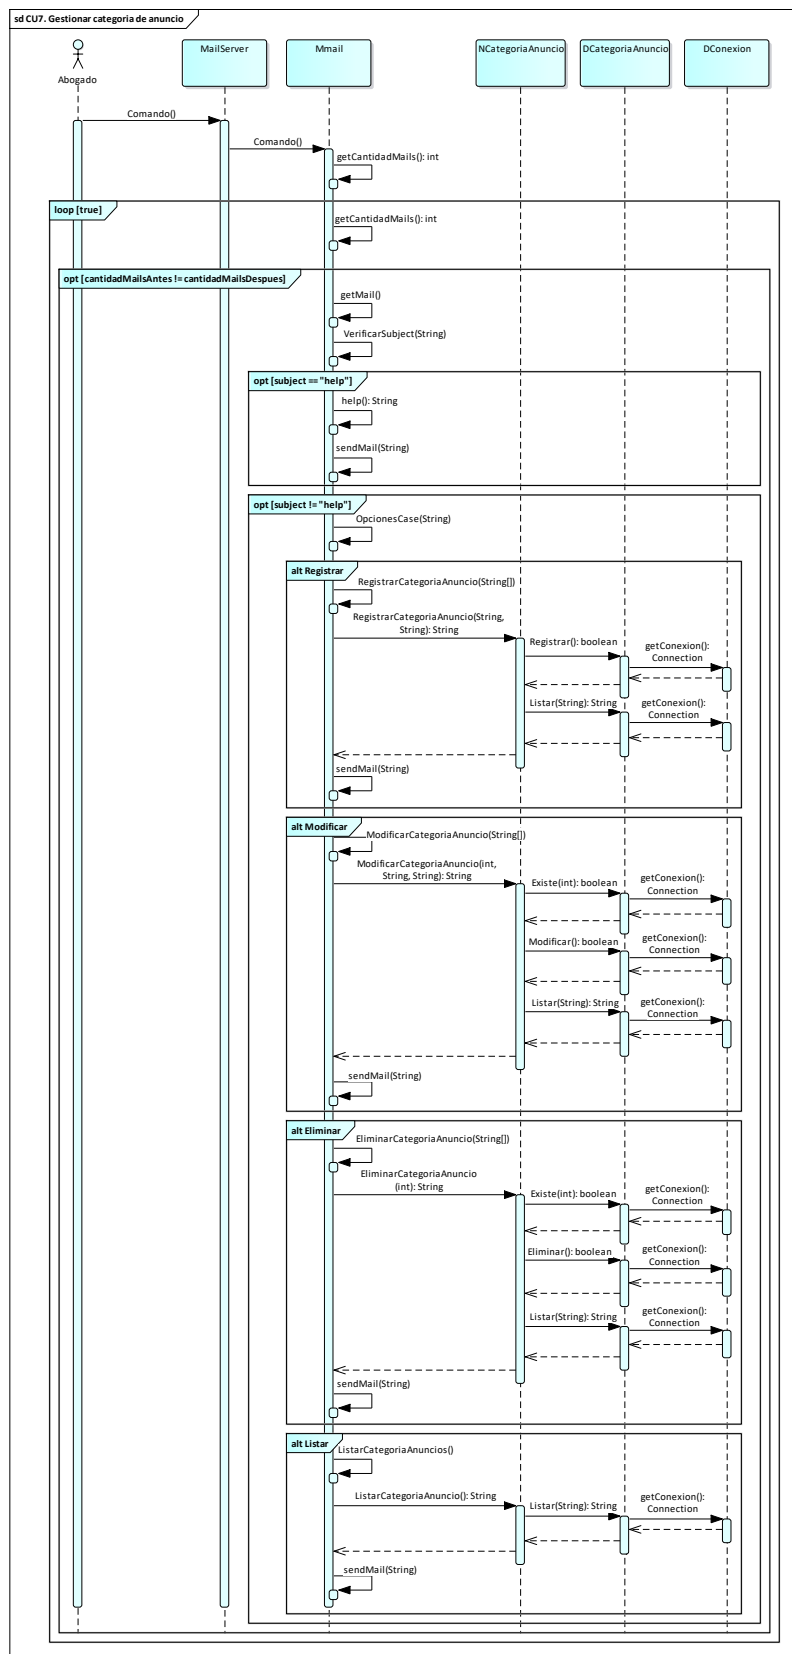 sd CU7. Gestionar categoria de anuncio
Abogado
MailServer
Mmail
NCategoriaAnuncio
DCategoriaAnuncio
DConexion
Comando()
Comando()
getCantidadMails(): int
loop [true]
getCantidadMails(): int
opt [cantidadMailsAntes != cantidadMailsDespues]
getMail()
VerificarSubject(String)
opt [subject == "help"]
help(): String
sendMail(String)
opt [subject != "help"]
OpcionesCase(String)
alt Registrar
RegistrarCategoriaAnuncio(String[])
RegistrarCategoriaAnuncio(String,
String): String
Registrar(): boolean
getConexion():
Connection
Listar(String): String
getConexion():
Connection
sendMail(String)
alt Modificar
ModificarCategoriaAnuncio(String[])
ModificarCategoriaAnuncio(int,
String, String): String
Existe(int): boolean
getConexion():
Connection
Modificar(): boolean
getConexion():
Connection
Listar(String): String
getConexion():
Connection
sendMail(String)
alt Eliminar
EliminarCategoriaAnuncio(String[])
EliminarCategoriaAnuncio
(int): String
Existe(int): boolean
getConexion():
Connection
Eliminar(): boolean
getConexion():
Connection
Listar(String): String
getConexion():
Connection
sendMail(String)
alt Listar
ListarCategoriaAnuncios()
ListarCategoriaAnuncio(): String
Listar(String): String
getConexion():
Connection
sendMail(String)